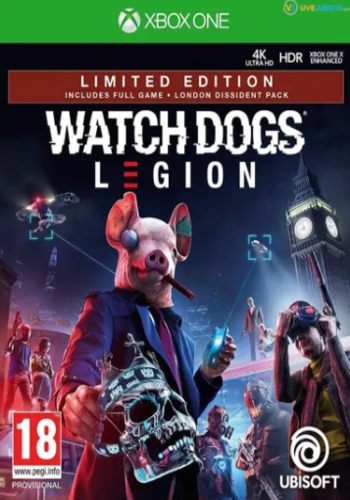 XBOX ONE
4K
ULTRA HD
HDR
XBOX ONE X
ENHANCED
LIMITED EDITION
INCLUDES FULL GAME • LONDON DISSIDENT PACK
WATCH DOGS
LEGION
18
www.pegi.info
PROVISIONAL
UBISOFT